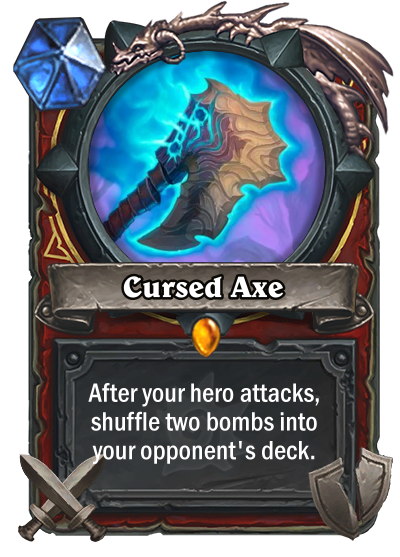 Cursed Axe
After your hero attacks,
shuffle two bombs into
your opponent's deck.